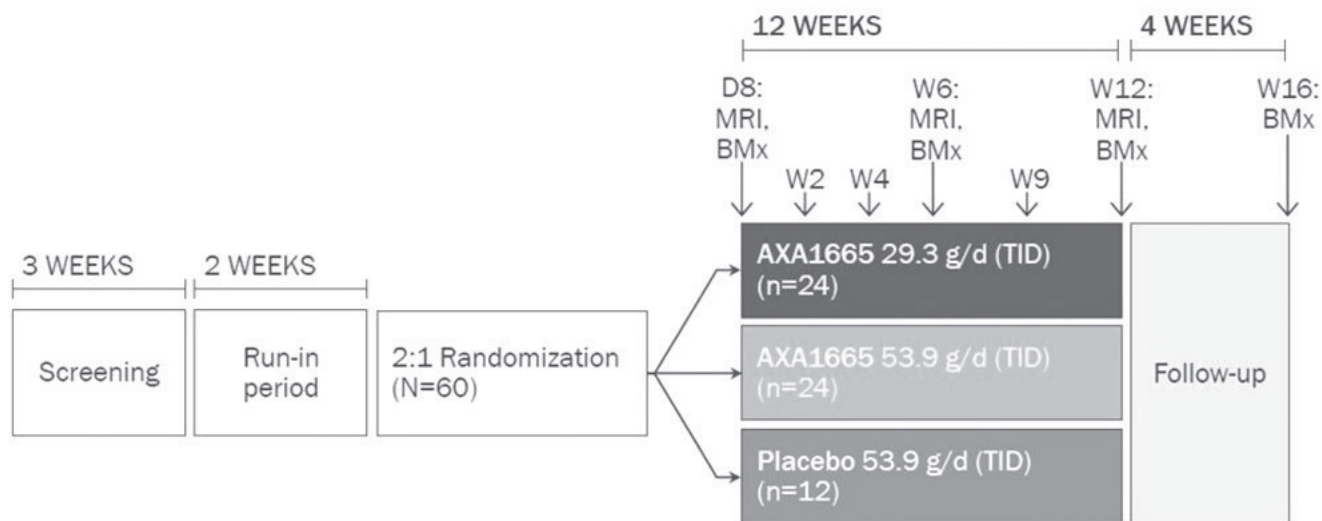 12 WEEKS
4 WEEKS
D8:
MRI,
BMx
W6:
MRI,
BMx
W12:
MRI,
BMx
W16:
BMx
W2
W4
W9
3 WEEKS
2 WEEKS
Screening
Run-in
period
2:1 Randomization
(N=60)
AXA1665 29.3 g/d (TID)
(n=24)
AXA1665 53.9 g/d (TID)
(n=24)
Placebo 53.9 g/d (TID)
(n=12)
Follow-up